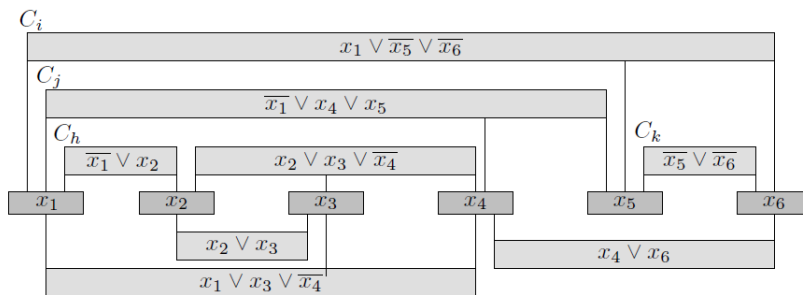 C_i
x_1 ∨ \overline{x_5} ∨ \overline{x_6}
C_j
\overline{x_1} ∨ x_4 ∨ x_5
C_h C_k
\overline{x_1} ∨ x_2 x_2 ∨ x_3 ∨ \overline{x_4} \overline{x_5} ∨ \overline{x_6}
x_1 x_2 x_3 x_4 x_5 x_6
x_2 ∨ x_3 x_4 ∨ x_6
x_1 ∨ x_3 ∨ \overline{x_4}